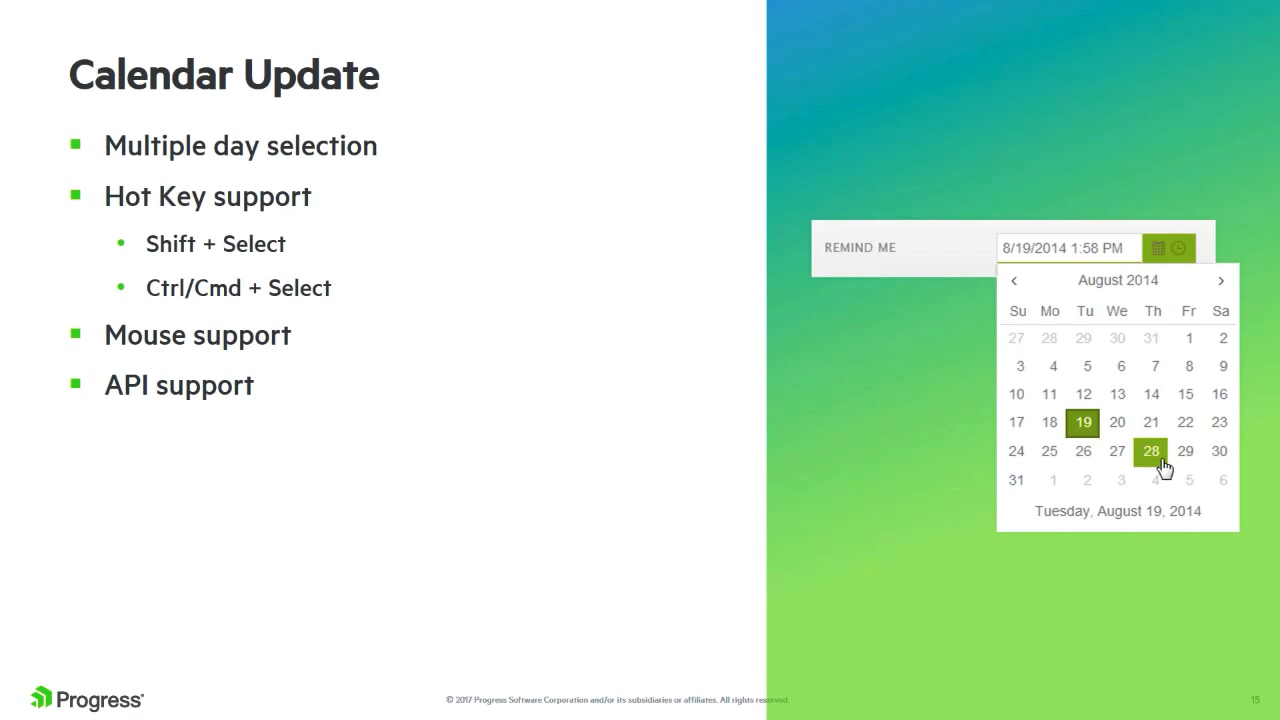 Calendar Update
Multiple day selection
Hot Key support
Shift + Select
Ctrl/Cmd + Select
Mouse support
API support
REMIND ME
8/19/2014 1:58 PM
August 2014
Su Mo Tu We Th Fr Sa
27 28 29 30 31 1 2
3 4 5 6 7 8 9
10 11 12 13 14 15 16
17 18 19 20 21 22 23
24 25 26 27 28 29 30
31 1 2 3 4 5 6
Tuesday, August 19, 2014
Progress
© 2017 Progress Software Corporation and/or its subsidiaries or affiliates. All rights reserved.
15